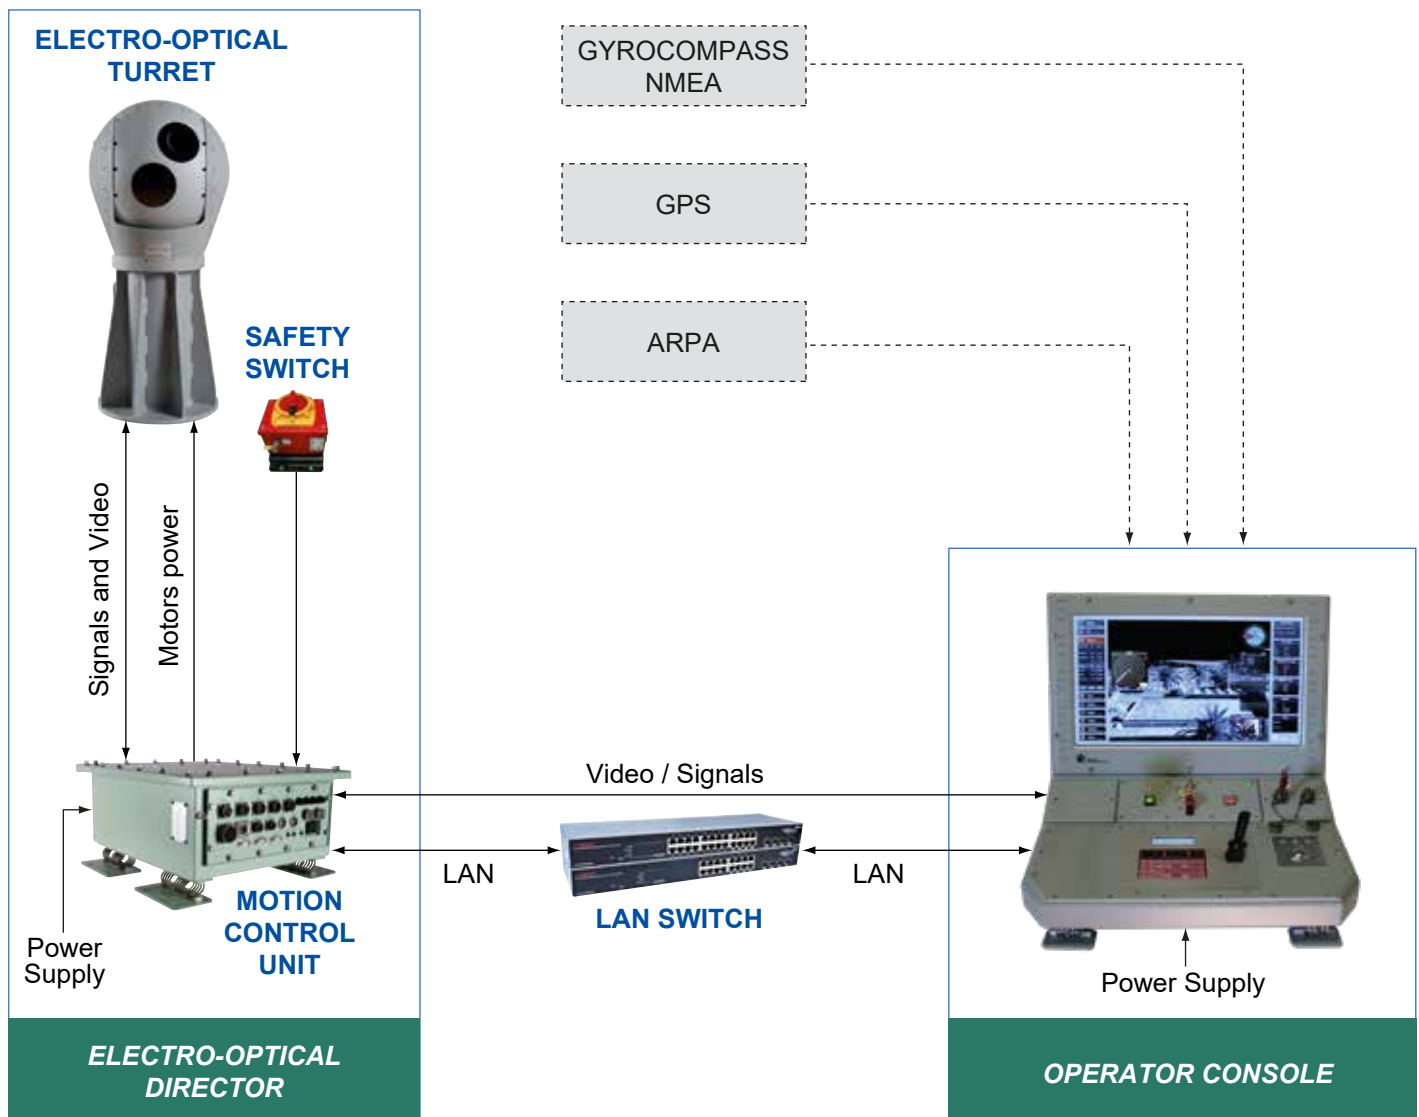 ELECTRO-OPTICAL
TURRET
GYROCOMPASS
NMEA
GPS
ARPA
SAFETY
SWITCH
Signals and Video
Motors power
Video / Signals
LAN
LAN
LAN SWITCH
MOTION
CONTROL
UNIT
Power
Supply
Power Supply
ELECTRO-OPTICAL
DIRECTOR
OPERATOR CONSOLE